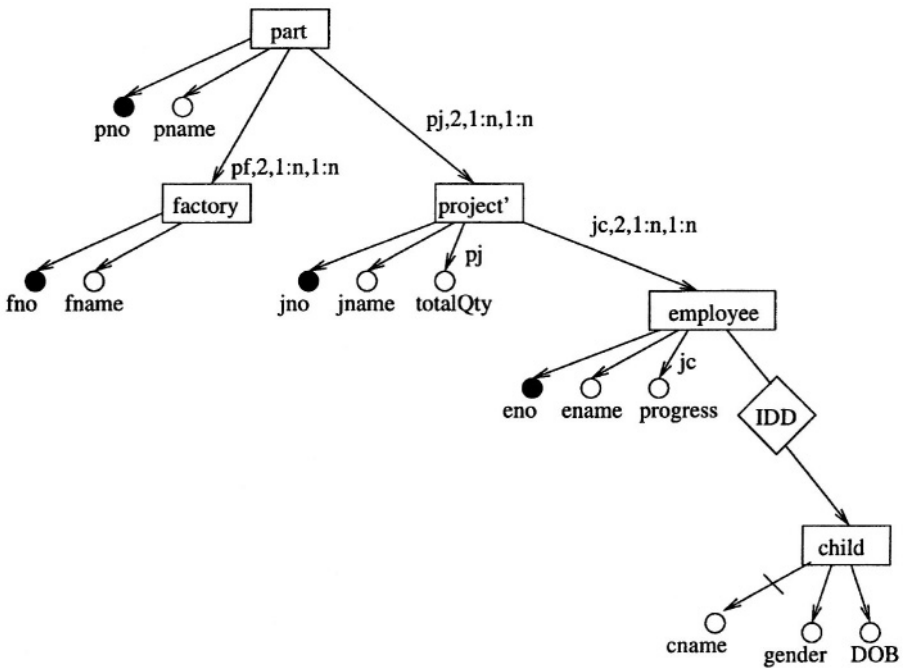 part
pno
pname
pj,2,1:n,1:n
pf,2,1:n,1:n
factory
project'
jc,2,1:n,1:n
fno
fname
pj
jno
jname
totalQty
employee
jc
eno
ename
progress
IDD
child
cname
gender
DOB